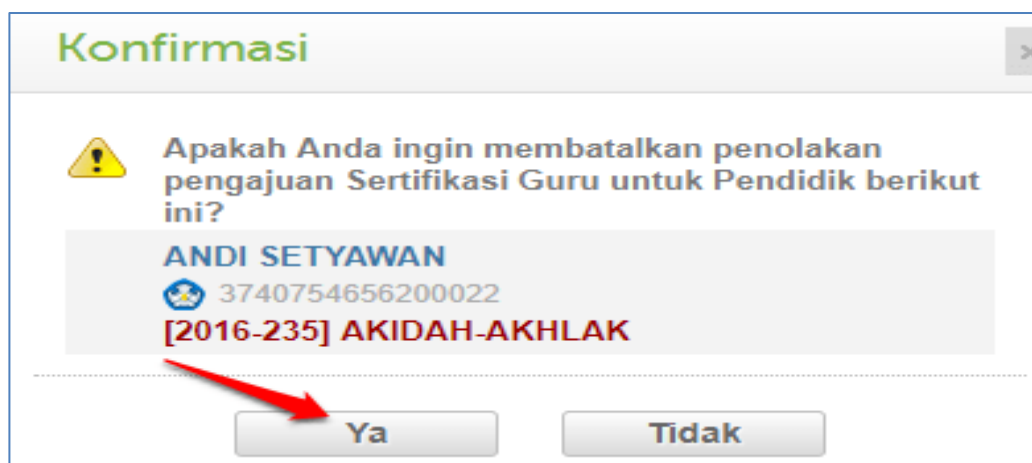 Konfirmasi
Apakah Anda ingin membatalkan penolakan
pengajuan Sertifikasi Guru untuk Pendidik berikut
ini?
ANDI SETYAWAN
3740754656200022
[2016-235] AKIDAH-AKHLAK
Ya
Tidak